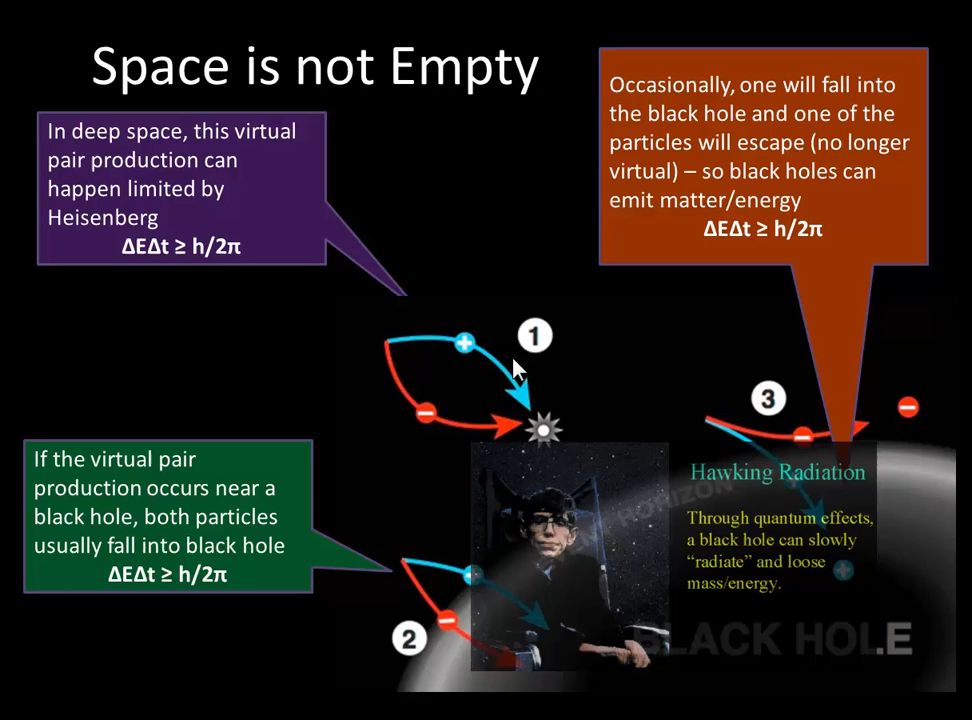 Space is not Empty
In deep space, this virtual
pair production can
happen limited by
Heisenberg
ΔEΔt ≥ h/2π
Occasionally, one will fall into
the black hole and one of the
particles will escape (no longer
virtual) – so black holes can
emit matter/energy
ΔEΔt ≥ h/2π
1
3
If the virtual pair
production occurs near a
black hole, both particles
usually fall into black hole
ΔEΔt ≥ h/2π
2
HORIZON
Hawking Radiation
Through quantum effects,
a black hole can slowly
“radiate” and loose
mass/energy.
BLACK HOLE